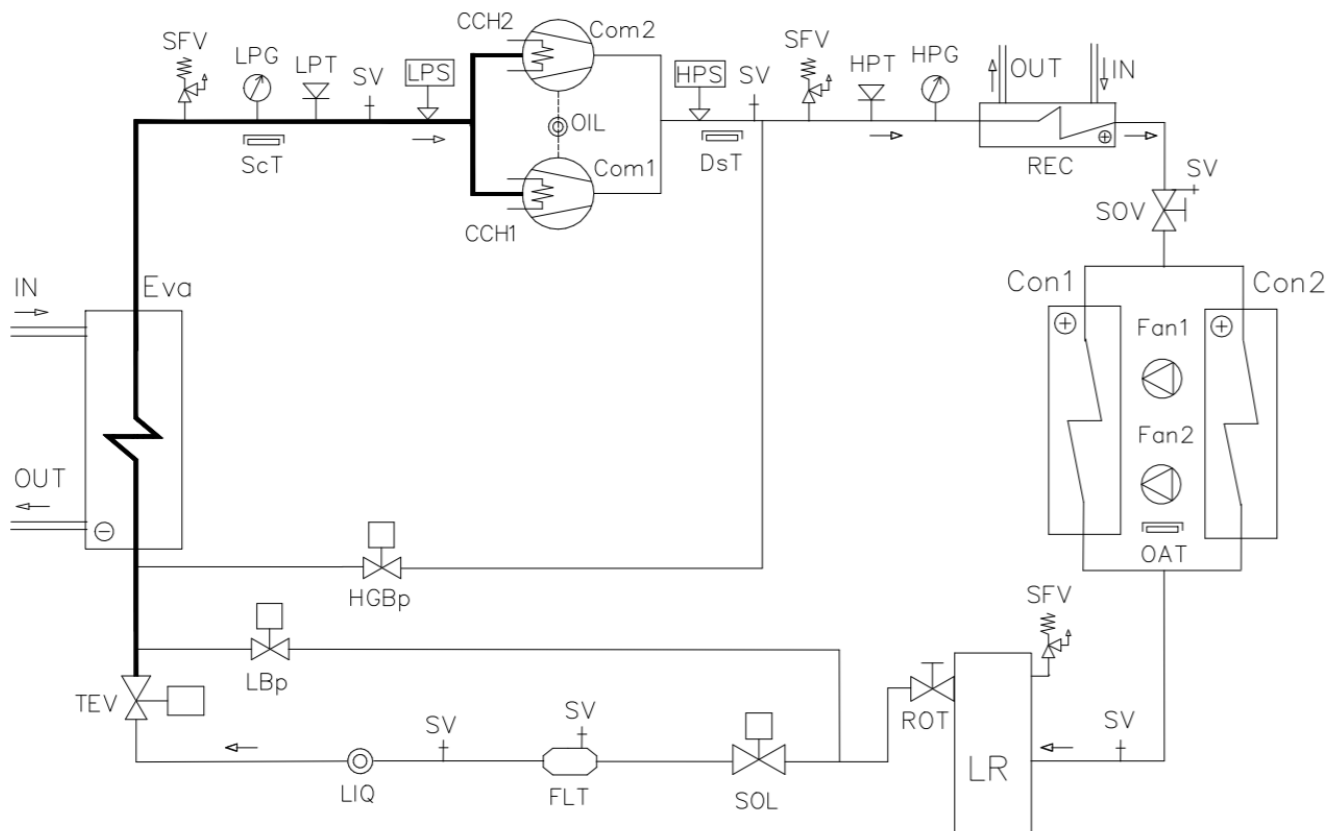 CCH2
Com2
SFV
LPG
LPT
SV
LPS
HPS
SV
SFV
HPT
HPG
OUT
IN
OIL
ScT
DsT
REC
Com1
CCH1
SV
SOV
IN
Eva
Con1
Con2
Fan1
Fan2
OUT
OAT
HGBp
SFV
LBp
TEV
ROT
SV
SV
SV
LR
LIQ
FLT
SOL